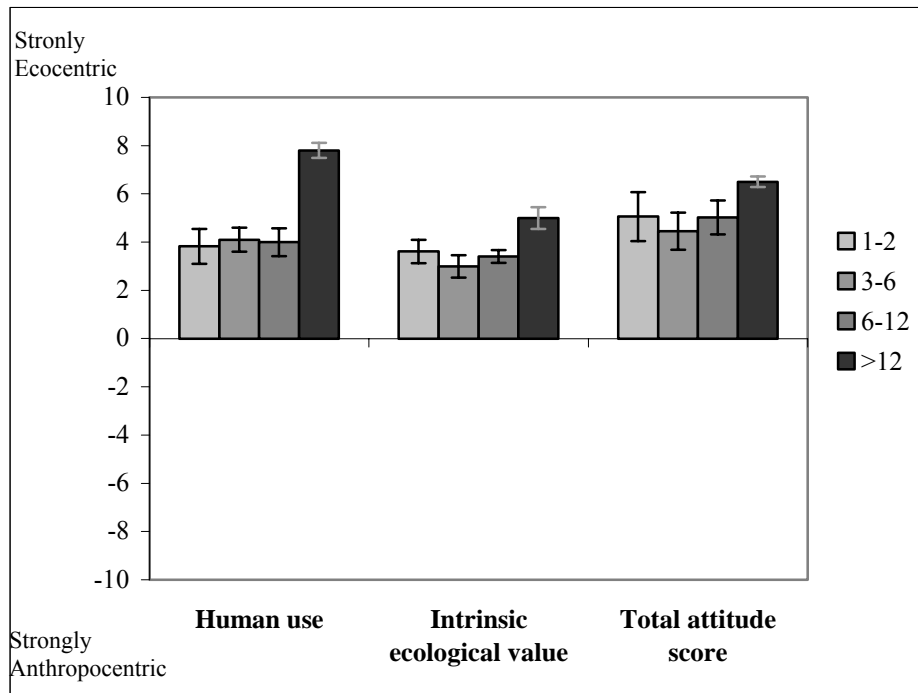 Stronly
Ecocentric
10
8
6
4
2
0
-2
-4
-6
-8
-10
1-2
3-6
6-12
>12
Human use
Intrinsic
ecological value
Total attitude
score
Strongly
Anthropocentric